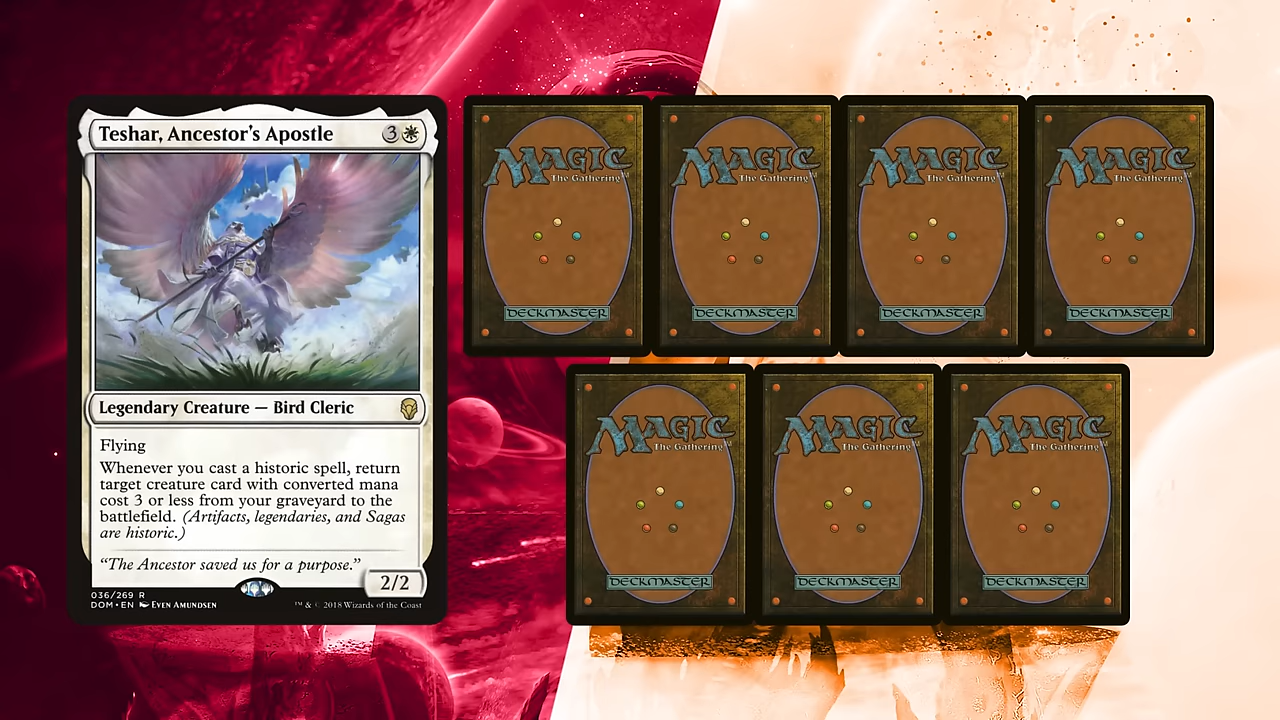 Teshar, Ancestor's Apostle 3
Legendary Creature — Bird Cleric
Flying
Whenever you cast a historic spell, return
target creature card with converted mana
cost 3 or less from your graveyard to the
battlefield. (Artifacts, legendaries, and Sagas
are historic.)
“The Ancestor saved us for a purpose.”
2/2
036/269 R
DOM • EN Even Amundsen
™ & © 2018 Wizards of the Coast
Magic
The Gathering
DECKMASTER
Magic
The Gathering
DECKMASTER
Magic
The Gathering
DECKMASTER
Magic
The Gathering
DECKMASTER
Magic
The Gathering
DECKMASTER
Magic
The Gathering
DECKMASTER
Magic
The Gathering
DECKMASTER